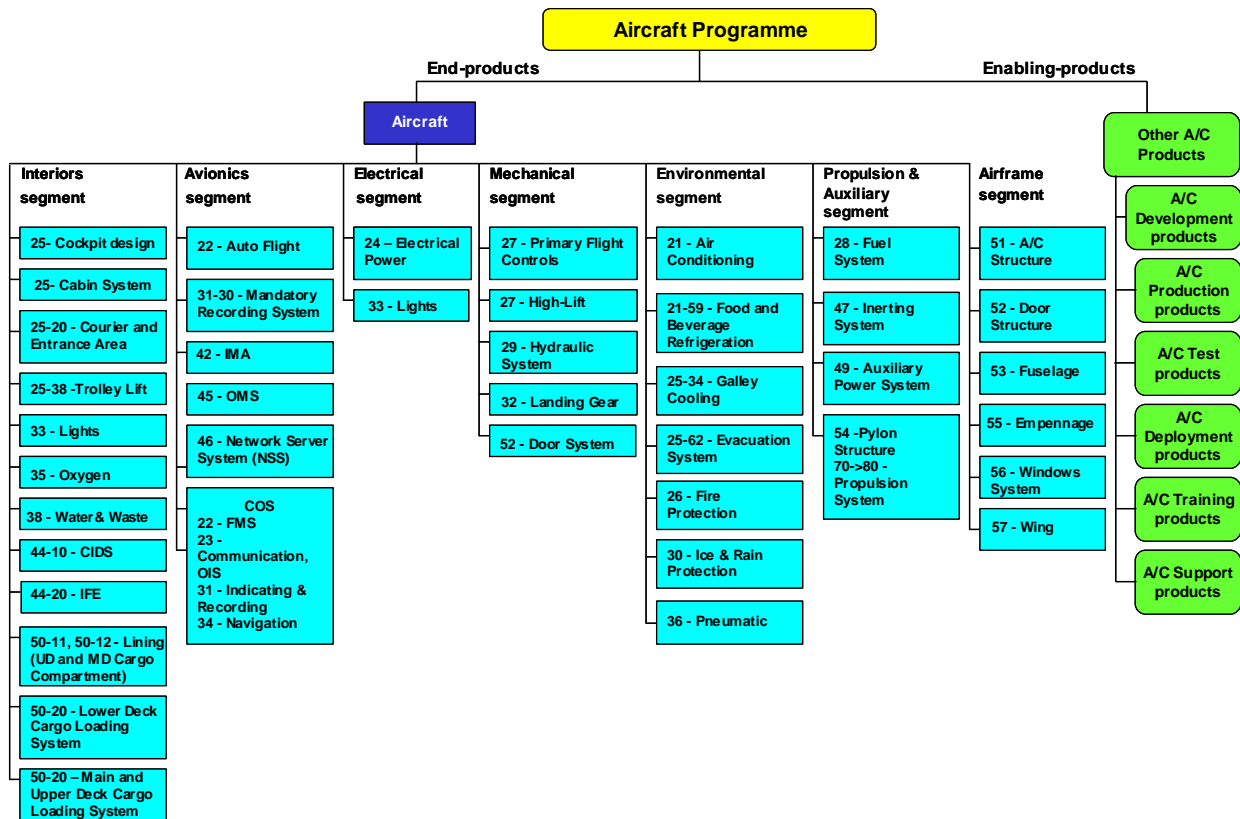 Aircraft Programme
End-products
Enabling-products
Aircraft
Other A/C
Products
Interiors
segment
25- Cockpit design
25- Cabin System
25-20 - Courier and
Entrance Area
25-38 -Trolley Lift
33 - Lights
35 - Oxygen
38 – Water & Waste
44-10 - CIDS
44-20 - IFE
50-11, 50-12 - Lining
(UD and MD Cargo
Compartment)
50-20 - Lower Deck
Cargo Loading
System
50-20 – Main and
Upper Deck Cargo
Loading System
Avionics
segment
22 - Auto Flight
31-30 - Mandatory
Recording System
42 - IMA
45 - OMS
46 – Network Server
System (NSS)
COS
22 - FMS
23 -
Communication,
OIS
31 - Indicating &
Recording
34 - Navigation
Electrical
segment
24 – Electrical
Power
33 - Lights
Mechanical
segment
27 - Primary Flight
Controls
27 - High-Lift
29 - Hydraulic
System
32 - Landing Gear
52 - Door System
Environmental
segment
21 - Air
Conditioning
21-59 - Food and
Beverage
Refrigeration
25-34 - Galley
Cooling
25-62 - Evacuation
System
26 - Fire
Protection
30 - Ice & Rain
Protection
36 - Pneumatic
Propulsion &
Auxiliary
segment
28 - Fuel
System
47 - Inerting
System
49 - Auxiliary
Power System
54 -Pylon
Structure
70->80 -
Propulsion
System
Airframe
segment
51 - A/C
Structure
52 - Door
Structure
53 - Fuselage
55 - Empennage
56 - Windows
System
57 - Wing
A/C
Development
products
A/C
Production
products
A/C Test
products
A/C
Deployment
products
A/C Training
products
A/C Support
products